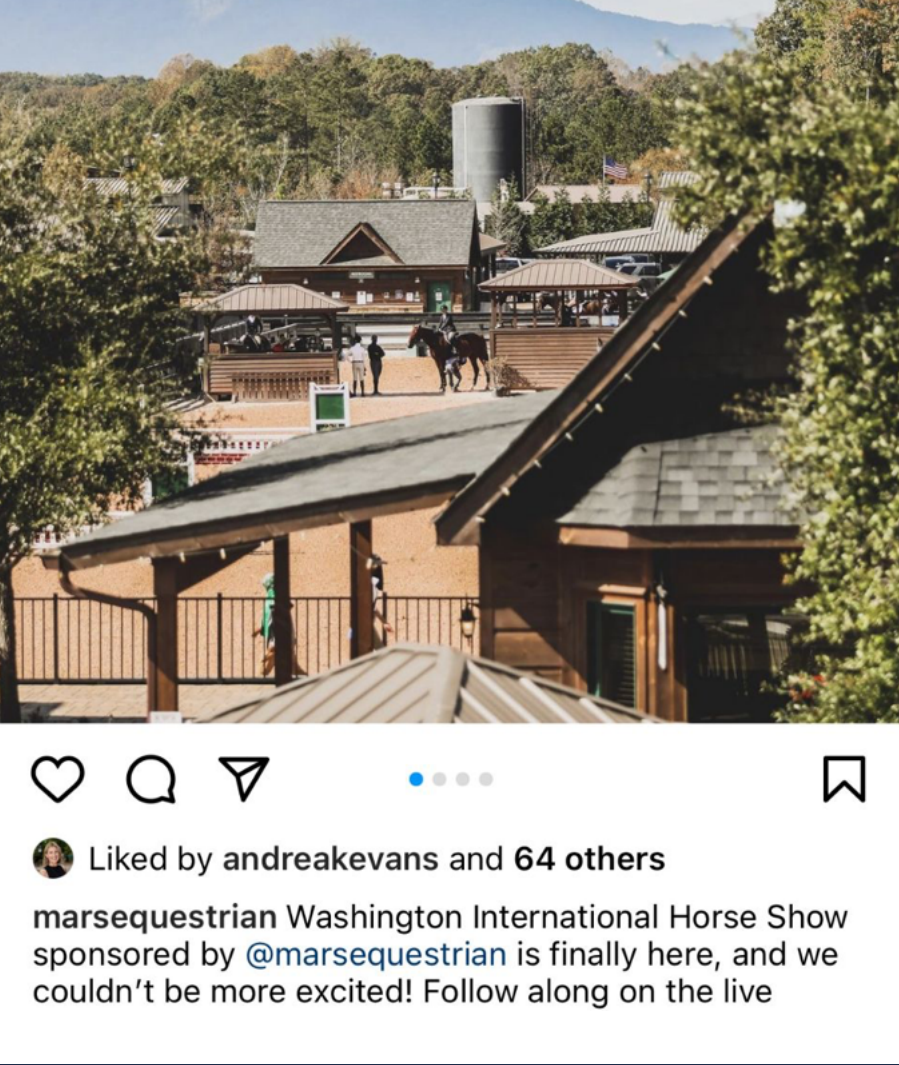 Liked by andreakevans and 64 others
marsequestrian Washington International Horse Show
sponsored by @marsequestrian is finally here, and we
couldn't be more excited! Follow along on the live